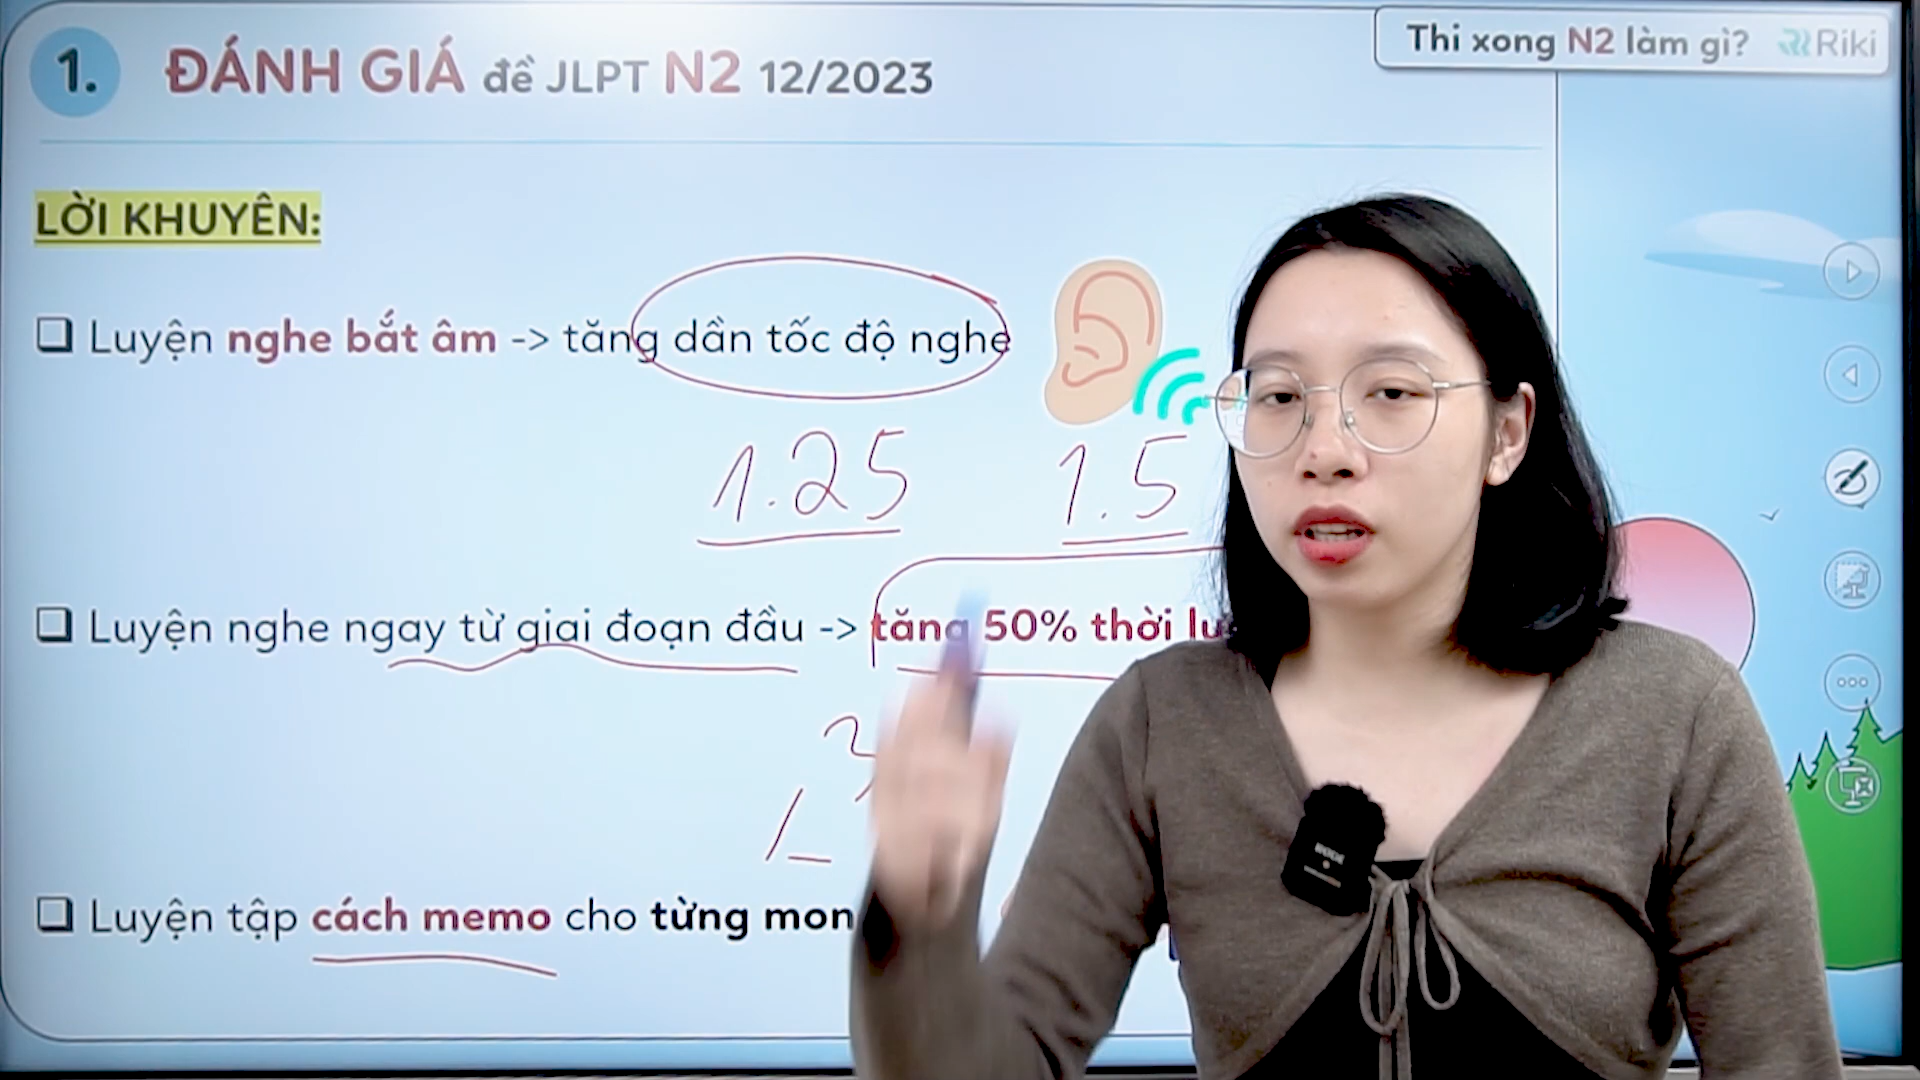 Thi xong N2 làm gì? Riki
1. ĐÁNH GIÁ đề JLPT N2 12/2023
LỜI KHUYÊN:
Luyện nghe bắt âm -> tăng dần tốc độ nghe
1.25 1.5
Luyện nghe ngay từ giai đoạn đầu -> tăng 50% thời
Luyện tập cách memo cho từng mon
RODE